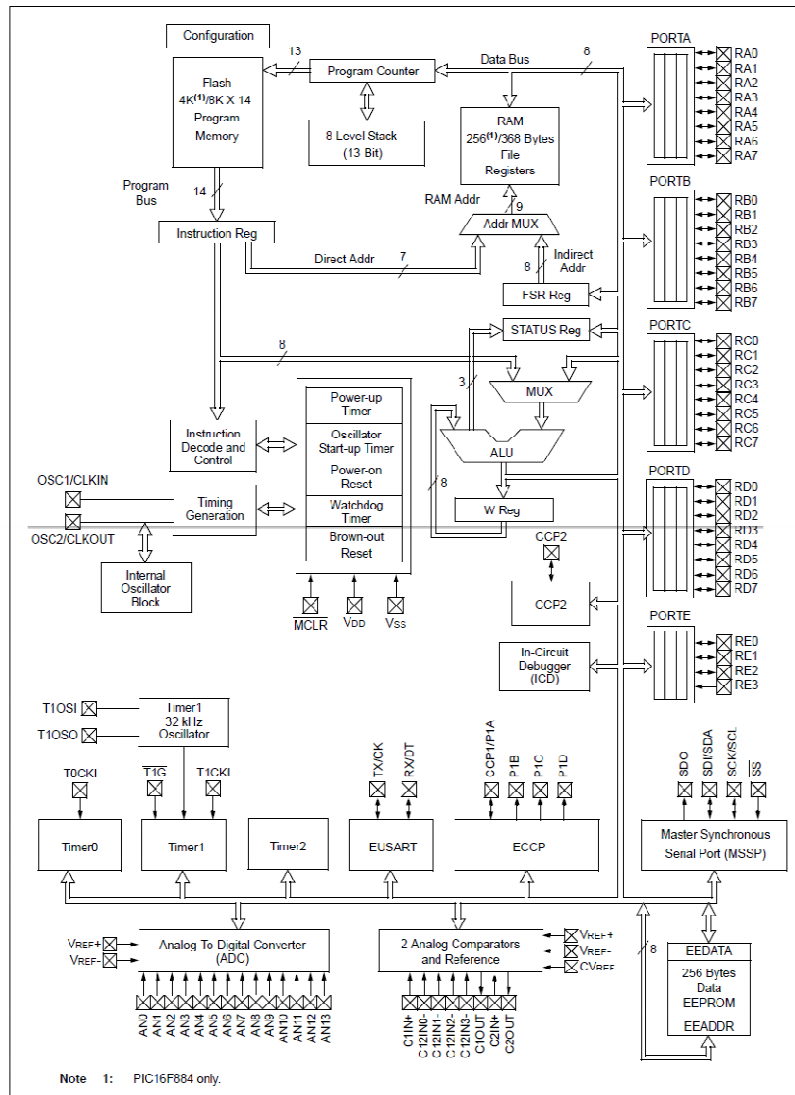 Configuration
Flash
4K(1)/8K X 14
Program
Memory
13
Program Counter
Data Bus
8
8 Level Stack
(13 Bit)
RAM
256(1)/368 Bytes
File
Registers
PORTA
RA0
RA1
RA2
RA3
RA4
RA5
RA6
RA7
Program
Bus
14
Instruction Reg
RAM Addr
9
Addr MUX
Direct Addr
7
8
Indirect
Addr
FSR Reg
STATUS Reg
PORTB
RB0
RB1
RB2
RB3
RB4
RB5
RB6
RB7
8
3
MUX
ALU
8
W Reg
PORTC
RC0
RC1
RC2
RC3
RC4
RC5
RC6
RC7
Instruction
Decode and
Control
Power-up
Timer
Oscillator
Start-up Timer
Power-on
Reset
Watchdog
Timer
Brown-out
Reset
OSC1/CLKIN
OSC2/CLKOUT
Timing
Generation
Internal
Oscillator
Block
MCLR
VDD
VSS
CCP2
CCP2
PORTD
RD0
RD1
RD2
RD3
RD4
RD5
RD6
RD7
In-Circuit
Debugger
(ICD)
PORTE
RE0
RE1
RE2
RE3
T1OSI
T1OSO
Timer1
32 kHz
Oscillator
T0CKI
T1G
T1CKI
TX/CK
RX/DT
CCP1/P1A
P1B
P1C
P1D
SDO
SDI/SDA
SCK/SCL
SS
Timer0
Timer1
Timer2
EUSART
ECCP
Master Synchronous
Serial Port (MSSP)
VREF+
VREF-
Analog To Digital Converter
(ADC)
2 Analog Comparators
and Reference
VREF+
VREF-
CVREF
8
EEDATA
256 Bytes
Data
EEPROM
EEADDR
AN0
AN1
AN2
AN3
AN4
AN5
AN6
AN7
AN8
AN9
AN10
AN11
AN12
AN13
C1IN+
C12IN0-
C12IN1-
C12IN2-
C12IN3-
C1OUT
C2IN+
C2OUT
Note 1: PIC16F884 only.